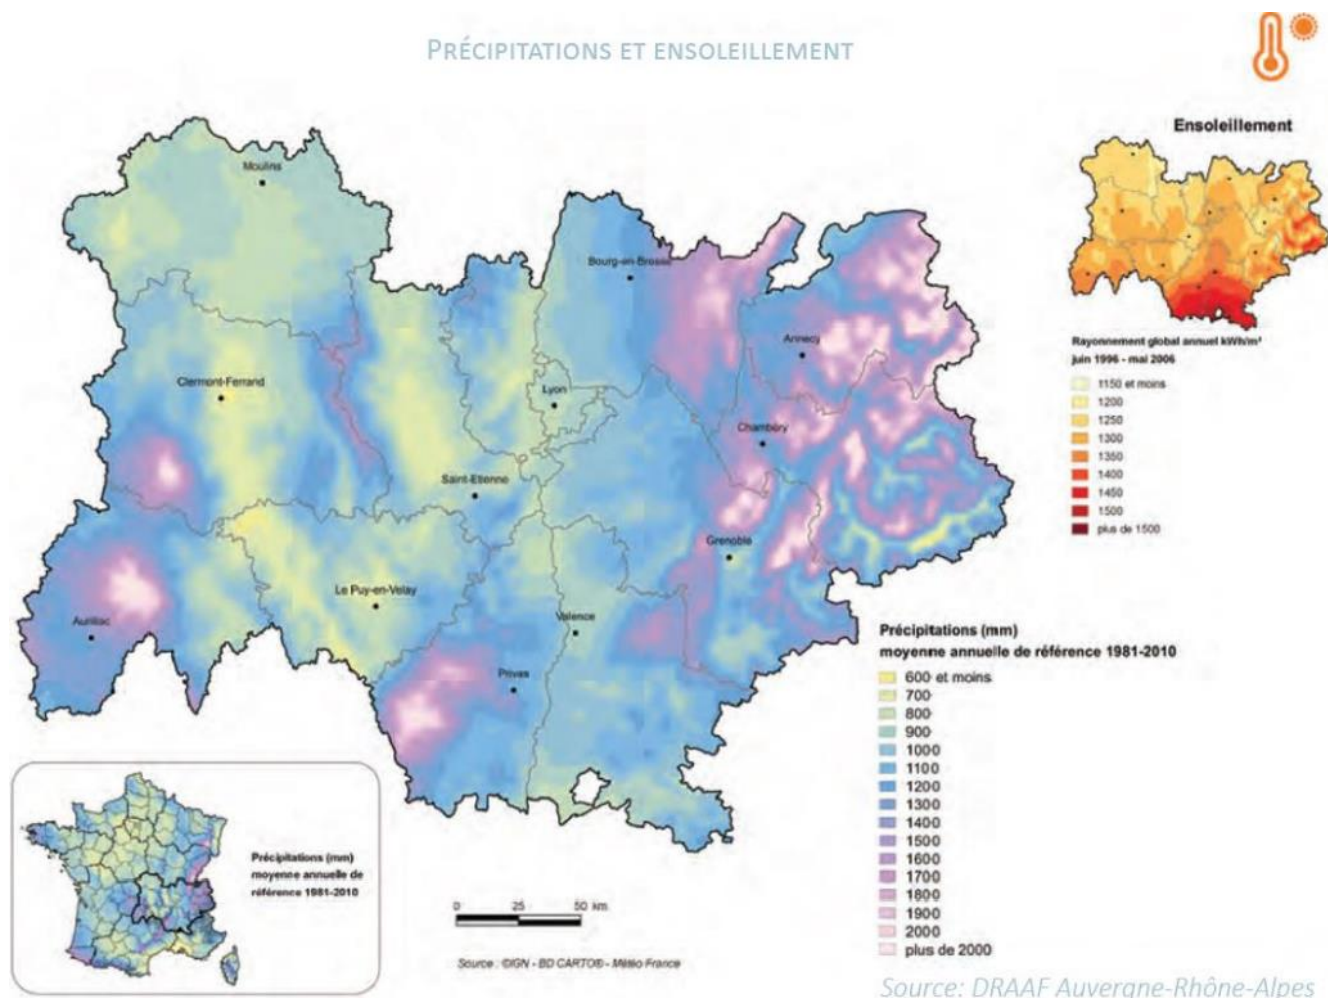 PRÉCIPITATIONS ET ENSOLEILLEMENT
Ensoleillement
Moulins
Bourg-en-Bresse
Annecy
Clermont-Ferrand
Lyon
Chambéry
Saint-Etienne
Grenoble
Le Puy-en-Velay
Valence
Aurillac
Privas
Rayonnement global annuel kWh/m²
juin 1996 - mai 2006
1150 et moins
1200
1250
1300
1350
1400
1450
1500
plus de 1500
Précipitations (mm)
moyenne annuelle de référence 1981-2010
600 et moins
700
800
900
1000
1100
1200
1300
1400
1500
1600
1700
1800
1900
2000
plus de 2000
Précipitations (mm)
moyenne annuelle de
référence 1981-2010
0 25 50 km
Source : ©IGN - BD CARTO® - Météo France
Source: DRAAF Auvergne-Rhône-Alpes